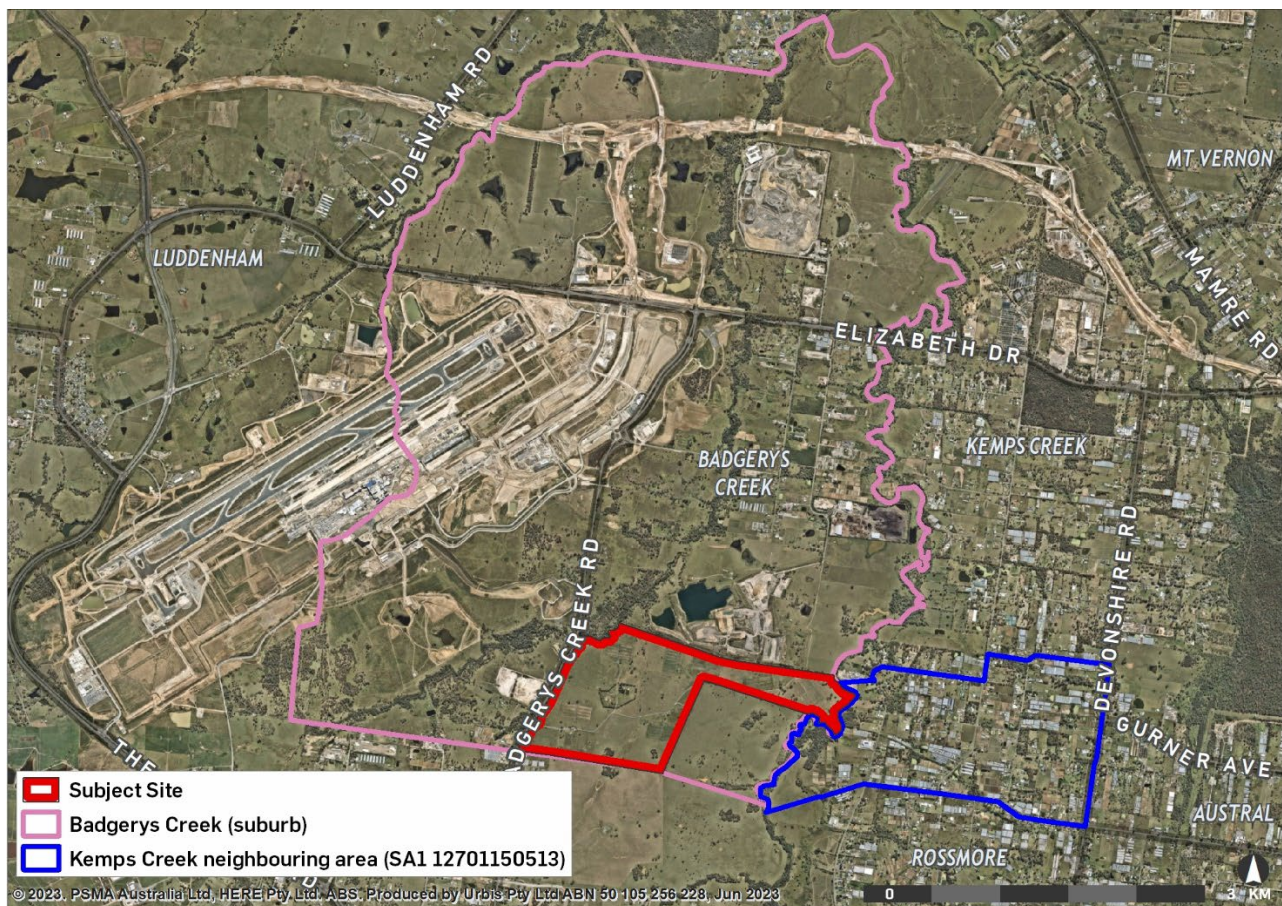 LUDDENHAM RD
MT VERNON
LUDDENHAM
MAMRE RD
ELIZABETH DR
KEMPS CREEK
BADGERYS
CREEK
DEVONSHIRE RD
DGERYS CREEK RD
GURNER AVE
THE
Subject Site
AUSTRAL
Badgerys Creek (suburb)
Kemps Creek neighbouring area (SA1 12701150513)
ROSSMORE
D
© 2023. PSMA Australia Ltd, HERE Pty Ltd. ABS. Produced by Urbis Pty Ltd ABN 50 105 256 228, Jun 2023
0 3 KM